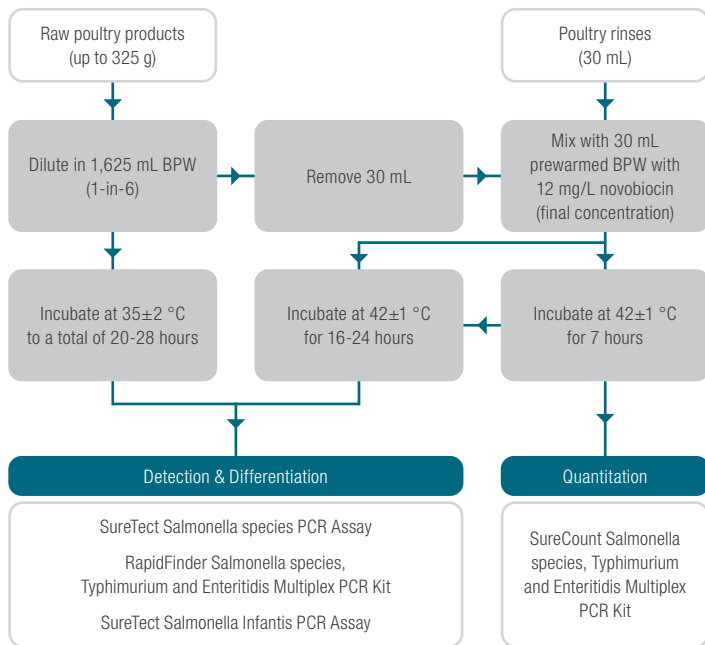 Raw poultry products
(up to 325 g)
Poultry rinses
(30 mL)
Dilute in 1,625 mL BPW
(1-in-6)
Remove 30 mL
Mix with 30 mL
prewarmed BPW with
12 mg/L novobiocin
(final concentration)
Incubate at 35±2 °C
to a total of 20-28 hours
Incubate at 42±1 °C
for 16-24 hours
Incubate at 42±1 °C
for 7 hours
Detection & Differentiation
Quantitation
SureTect Salmonella species PCR Assay
RapidFinder Salmonella species,
Typhimurium and Enteritidis Multiplex PCR Kit
SureTect Salmonella Infantis PCR Assay
SureCount Salmonella
species, Typhimurium
and Enteritidis Multiplex
PCR Kit